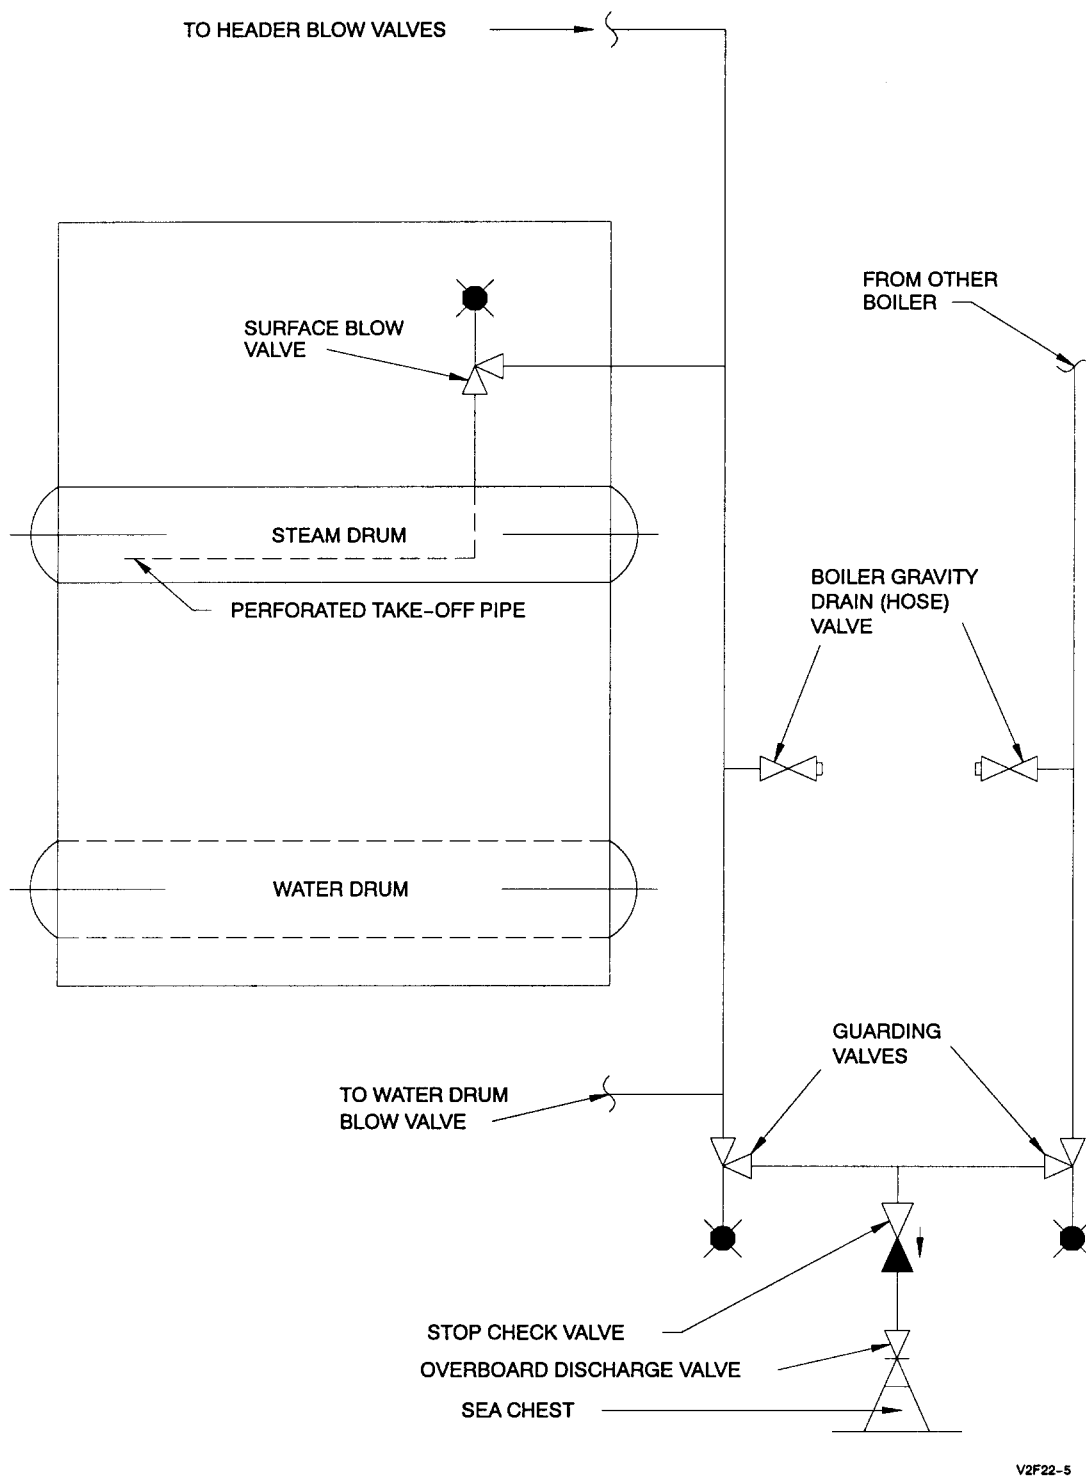 TO HEADER BLOW VALVES
FROM OTHER
BOILER
SURFACE BLOW
VALVE
STEAM DRUM
PERFORATED TAKE-OFF PIPE
BOILER GRAVITY
DRAIN (HOSE)
VALVE
WATER DRUM
GUARDING
VALVES
TO WATER DRUM
BLOW VALVE
STOP CHECK VALVE
OVERBOARD DISCHARGE VALVE
SEA CHEST
V2F22-5